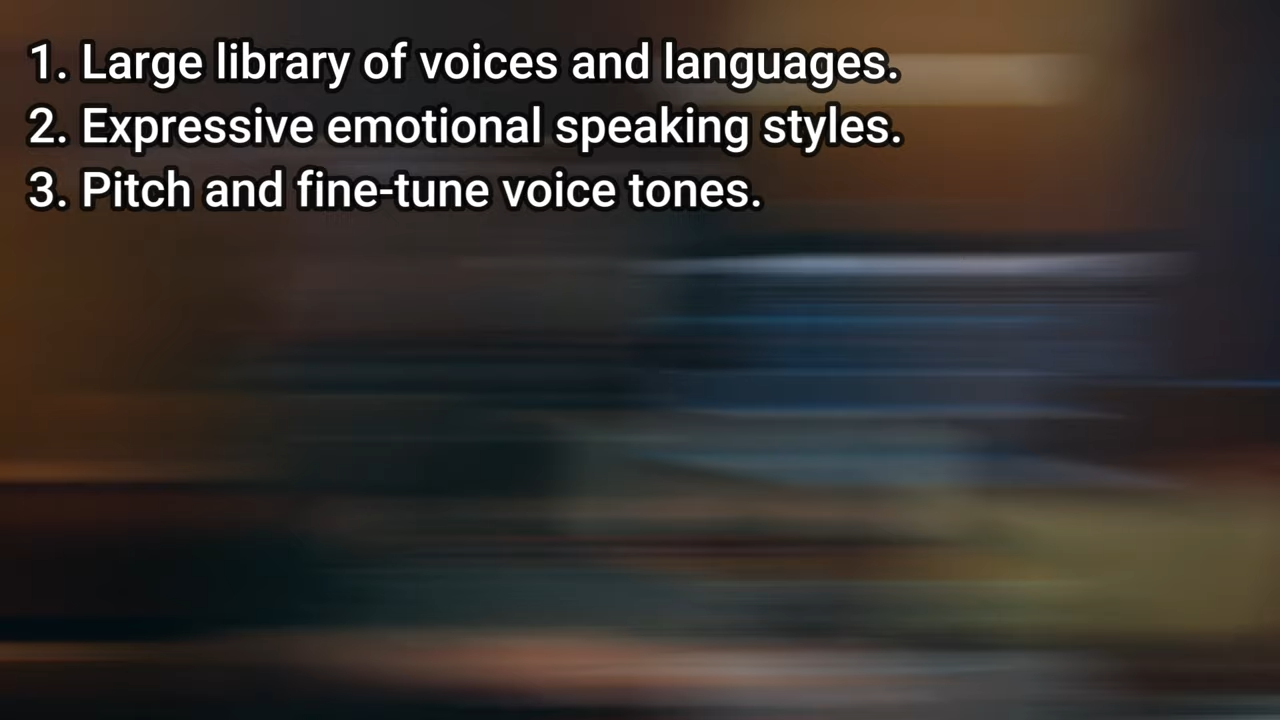 1. Large library of voices and languages.
2. Expressive emotional speaking styles.
3. Pitch and fine-tune voice tones.